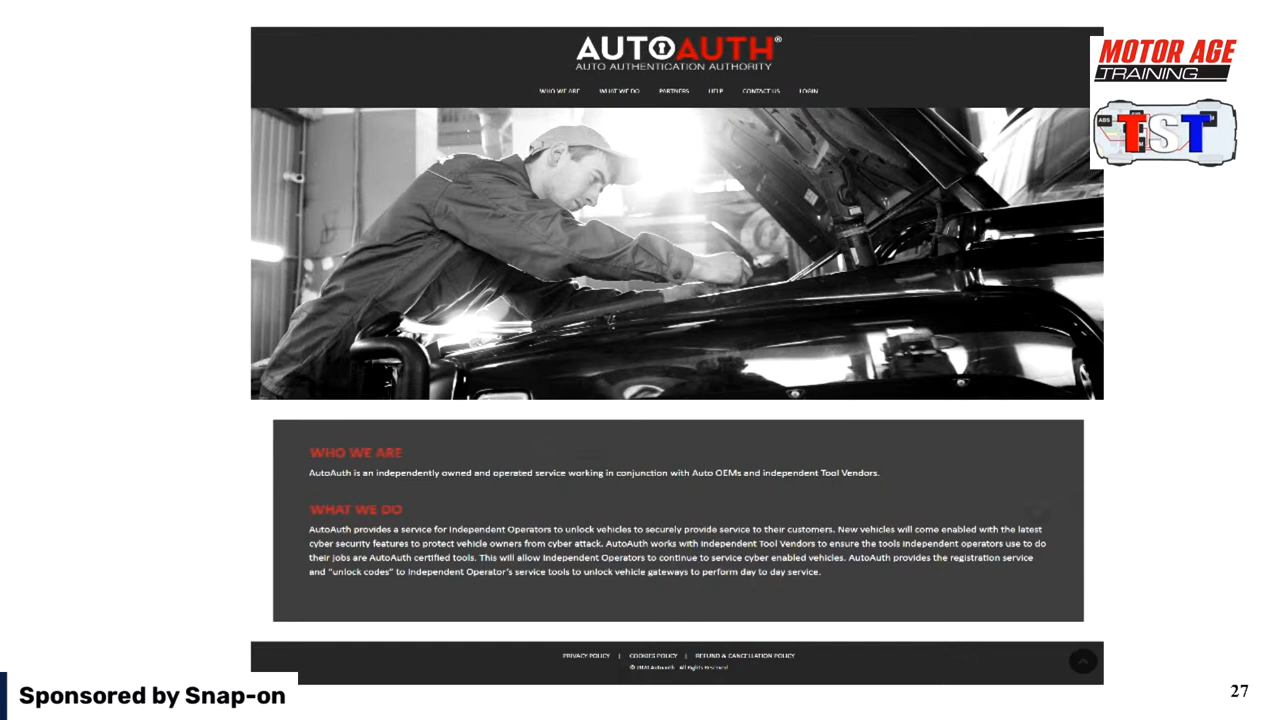 AUTOAUTH®
AUTO AUTHENTICATION AUTHORITY
WHO WE ARE WHAT WE DO PARTNERS HELP CONTACT US LOGIN
MOTOR AGE
TRAINING
ABS
TST
WHO WE ARE
AutoAuth is an independently owned and operated service working in conjunction with Auto OEMs and independent Tool Vendors.
WHAT WE DO
AutoAuth provides a service for Independent Operators to unlock vehicles to securely provide service to their customers. New vehicles will come enabled with the latest
cyber security features to protect vehicle owners from cyber attack. AutoAuth works with Independent Tool Vendors to ensure the tools independent operators use to do
their jobs are AutoAuth certified tools. This will allow Independent Operators to continue to service cyber enabled vehicles. AutoAuth provides the registration service
and "unlock codes" to Independent Operator's service tools to unlock vehicle gateways to perform day to day service.
PRIVACY POLICY | COOKIES POLICY | REFUND & CANCELLATION POLICY
© 2020 AutoAuth All Rights Reserved
Sponsored by Snap-on
27